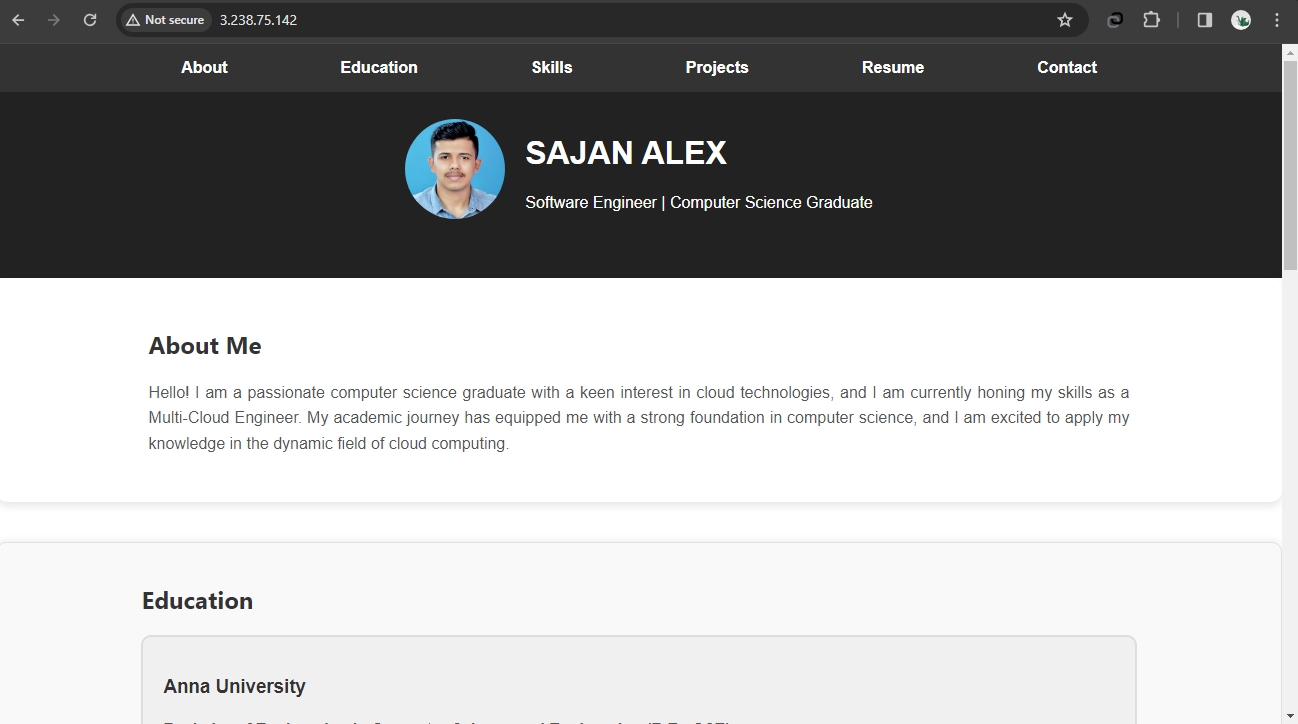 Not secure 3.238.75.142
About Education Skills Projects Resume Contact
SAJAN ALEX
Software Engineer | Computer Science Graduate
About Me
Hello! I am a passionate computer science graduate with a keen interest in cloud technologies, and I am currently honing my skills as a
Multi-Cloud Engineer. My academic journey has equipped me with a strong foundation in computer science, and I am excited to apply my
knowledge in the dynamic field of cloud computing.
Education
Anna University